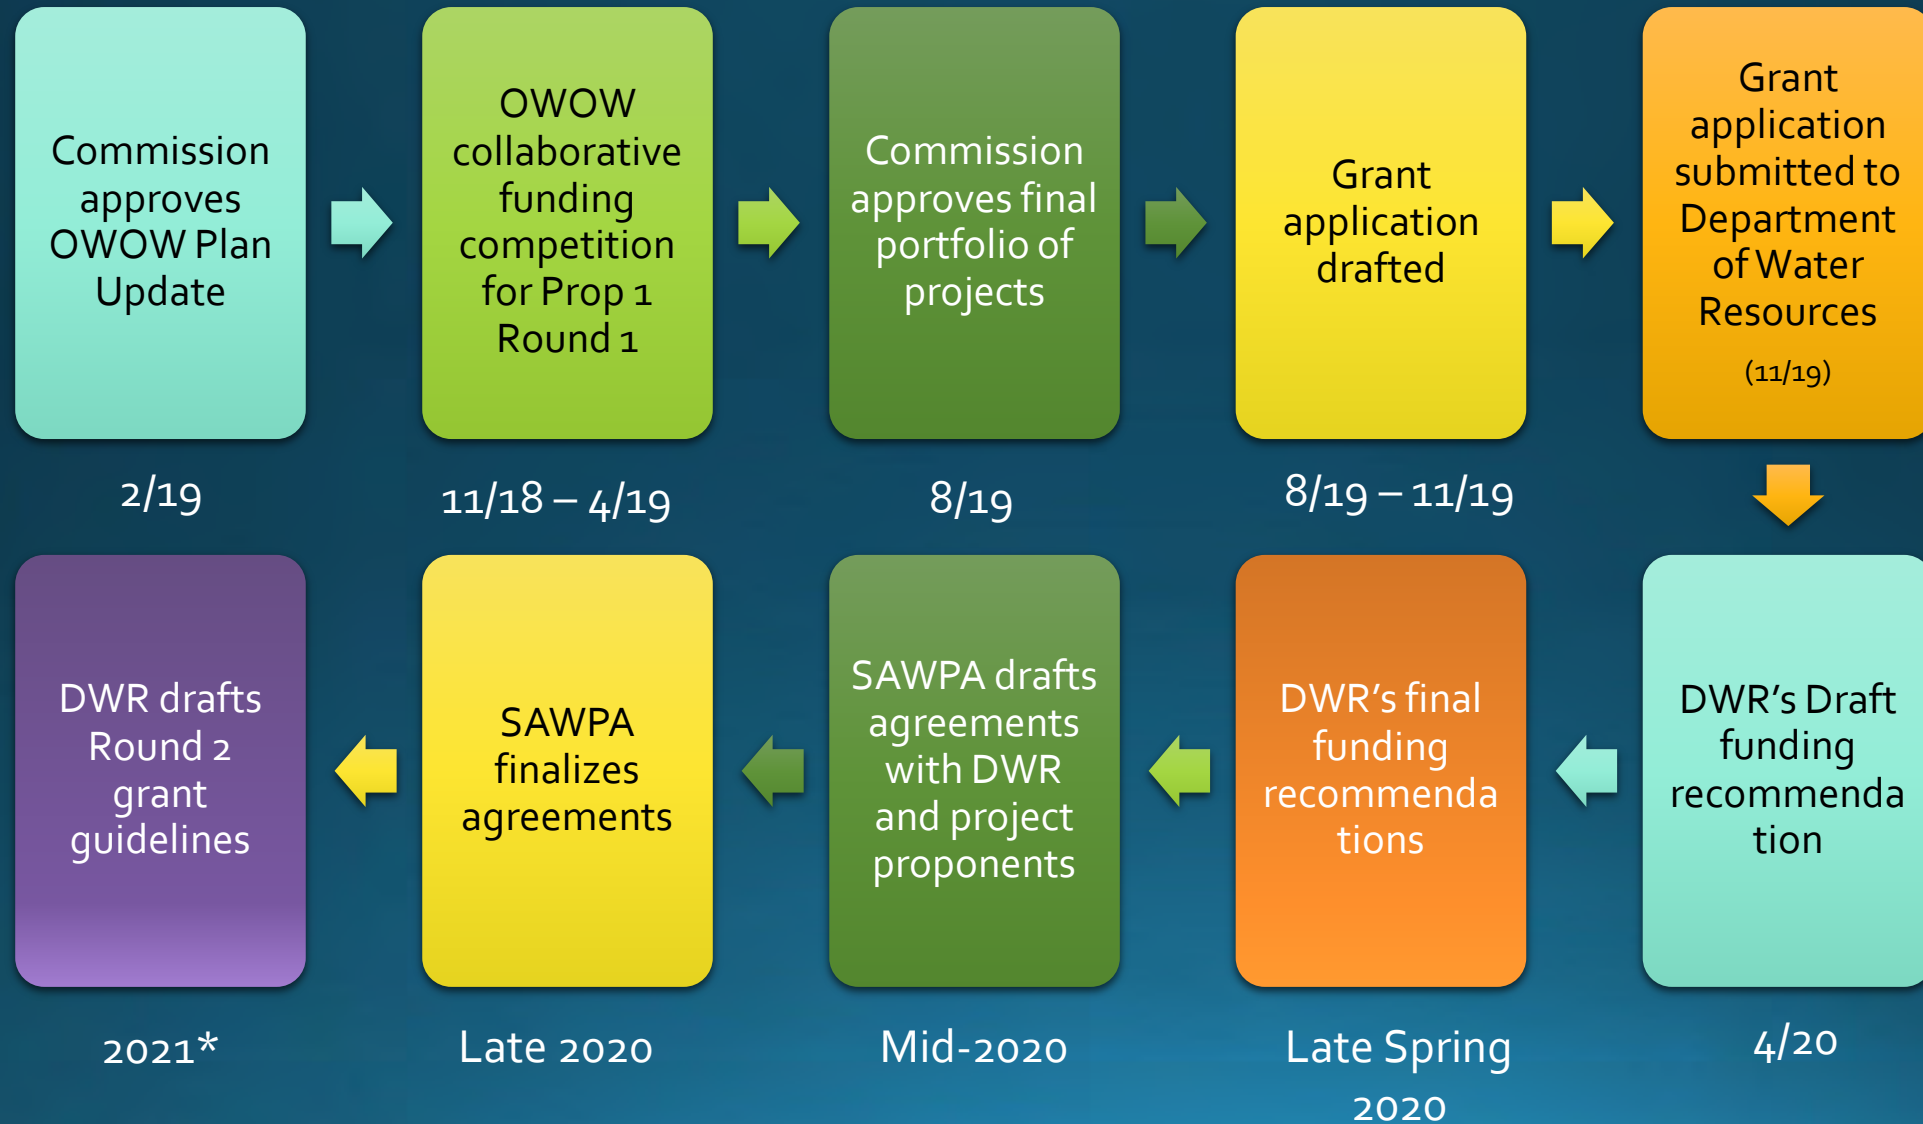 Commission
approves
OWOW Plan
Update
2/19
OWOW
collaborative
funding
competition
for Prop 1
Round 1
11/18 – 4/19
Commission
approves final
portfolio of
projects
8/19
Grant
application
drafted
8/19 – 11/19
Grant
application
submitted to
Department
of Water
Resources
(11/19)
DWR's Draft
funding
recommenda
tion
4/20
DWR's final
funding
recommenda
tions
Late Spring
2020
SAWPA drafts
agreements
with DWR
and project
proponents
Mid-2020
SAWPA
finalizes
agreements
Late 2020
DWR drafts
Round 2
grant
guidelines
2021*